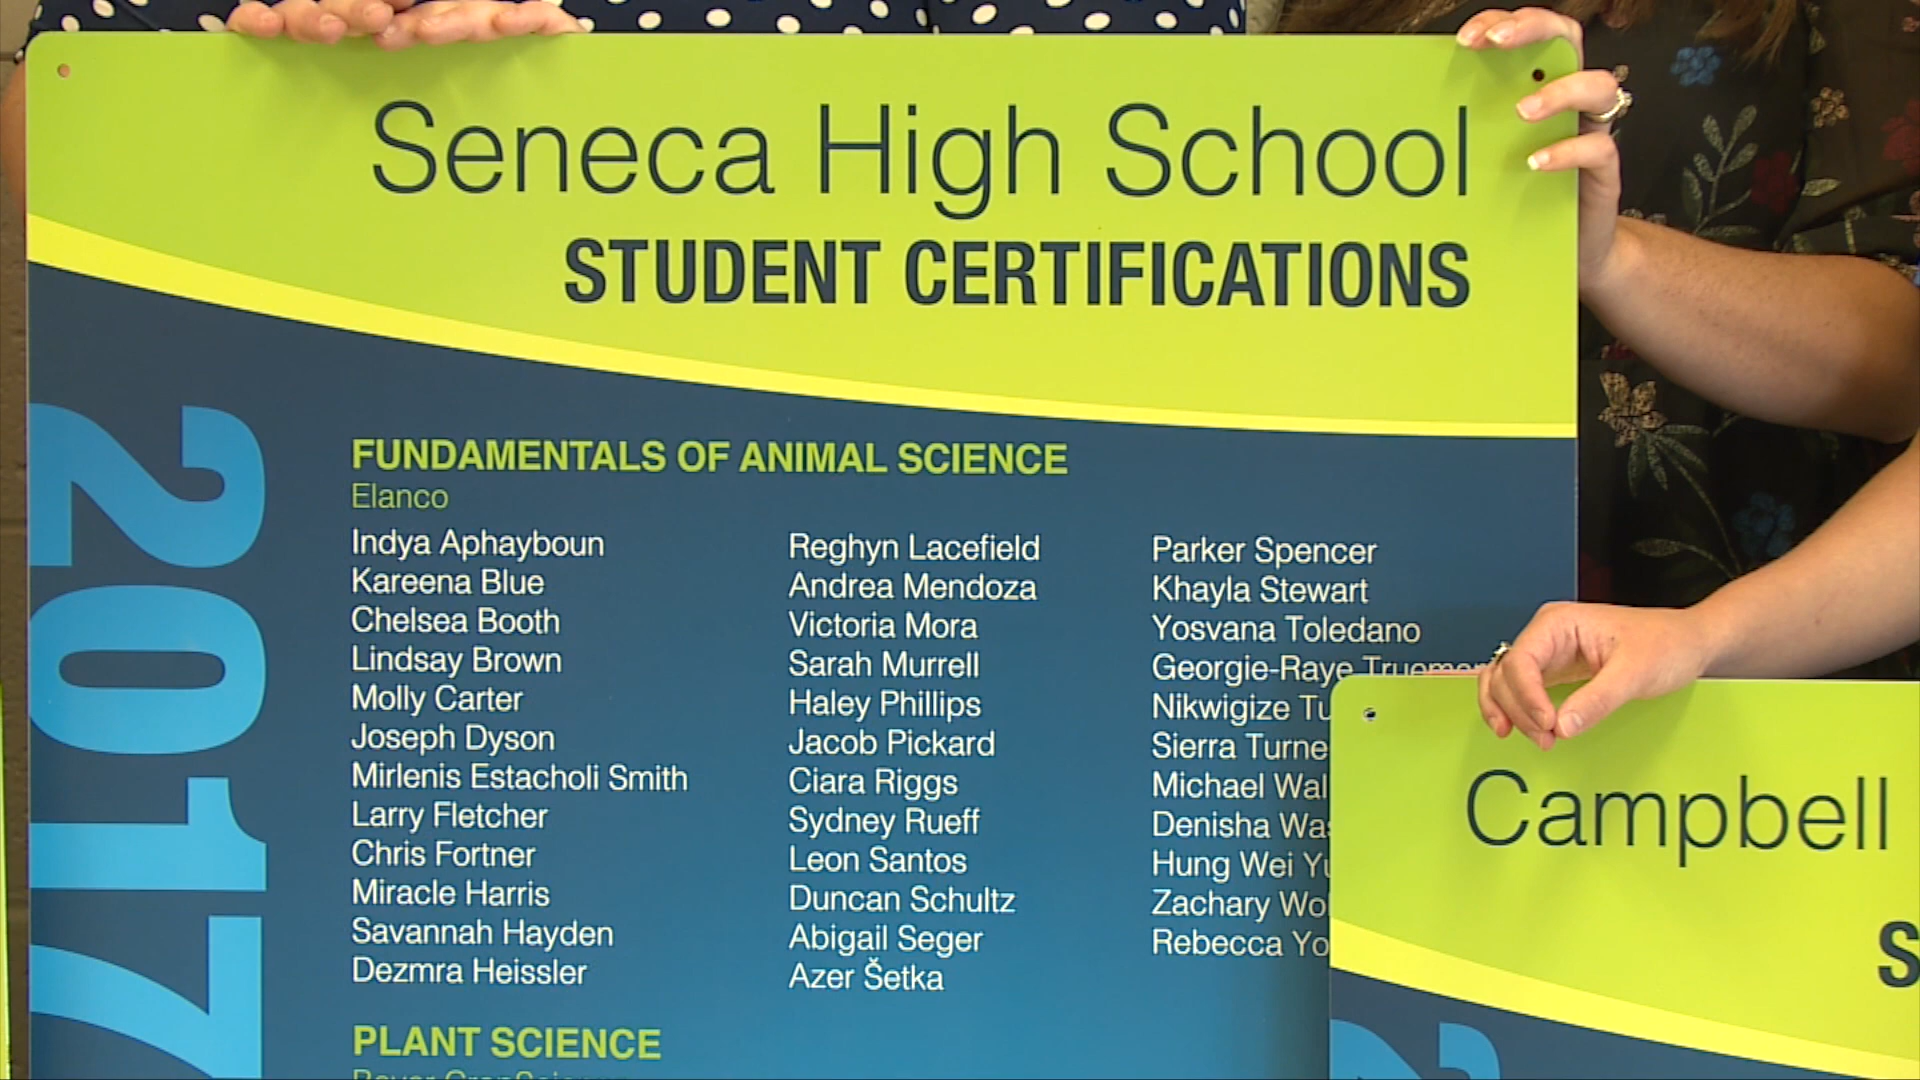 Seneca High School
STUDENT CERTIFICATIONS
2017
FUNDAMENTALS OF ANIMAL SCIENCE
Elanco
Indya Aphayboun
Kareena Blue
Chelsea Booth
Lindsay Brown
Molly Carter
Joseph Dyson
Mirlenis Estacholi Smith
Larry Fletcher
Chris Fortner
Miracle Harris
Savannah Hayden
Dezmra Heissler
Reghyn Lacefield
Andrea Mendoza
Victoria Mora
Sarah Murrell
Haley Phillips
Jacob Pickard
Ciara Riggs
Sydney Rueff
Leon Santos
Duncan Schultz
Abigail Seger
Azer Šetka
Parker Spencer
Khayla Stewart
Yosvana Toledano
Georgie-Raye
Nikwigize
Sierra
Michael
Denisha
Hung Wei
Zachary
Rebecca
PLANT SCIENCE
Campbell